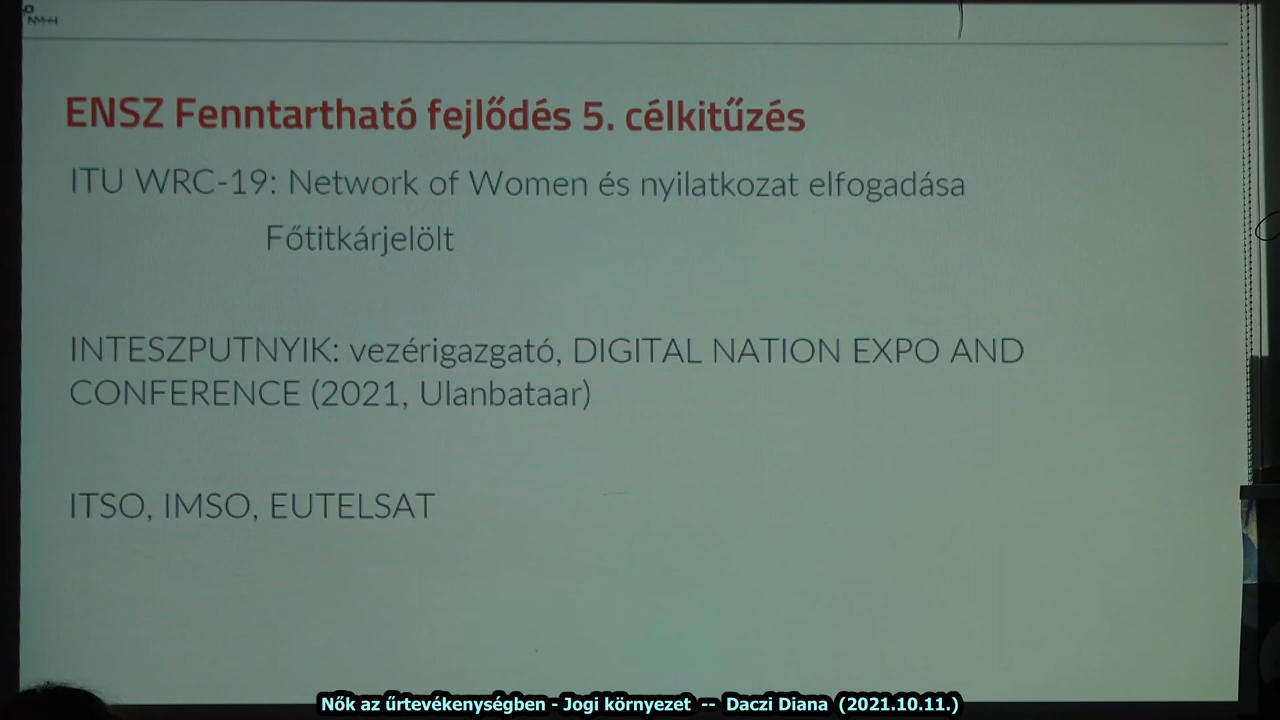 NMHH
ENSZ Fenntartható fejlődés 5. célkitűzés
ITU WRC-19: Network of Women és nyilatkozat elfogadása
Főtitkárjelölt
INTESZPUTNYIK: vezérigazgató, DIGITAL NATION EXPO AND
CONFERENCE (2021, Ulanbataar)
ITSO, IMSO, EUTELSAT
Nők az űrtevékenységben - Jogi környezet -- Daczi Diana (2021.10.11.)